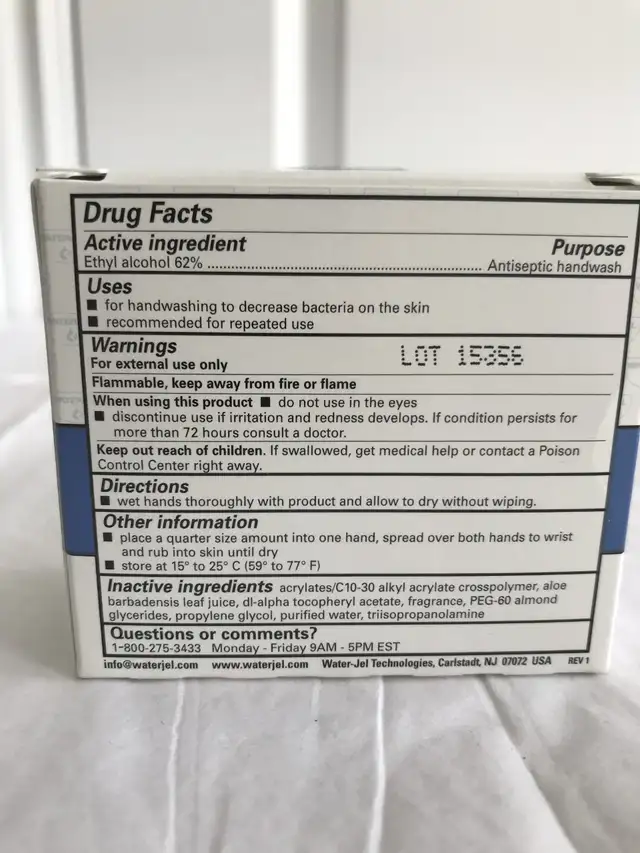 Drug Facts
Active ingredient Purpose
Ethyl alcohol 62% ........ Antiseptic handwash
Uses
■ for handwashing to decrease bacteria on the skin
■ recommended for repeated use
Warnings
For external use only
LOT 15356
Flammable, keep away from fire or flame
When using this product ■ do not use in the eyes
■ discontinue use if irritation and redness develops. If condition persists for
more than 72 hours consult a doctor.
Keep out reach of children. If swallowed, get medical help or contact a Poison
Control Center right away.
Directions
■ wet hands thoroughly with product and allow to dry without wiping.
Other information
■ place a quarter size amount into one hand, spread over both hands to wrist
and rub into skin until dry
■ store at 15° to 25° C (59° to 77° F)
Inactive ingredients acrylates/C10-30 alkyl acrylate crosspolymer, aloe
barbadensis leaf juice, dl-alpha tocopheryl acetate, fragrance, PEG-60 almond
glycerides, propylene glycol, purified water, triisopropanolamine
Questions or comments?
1-800-275-3433 Monday - Friday 9AM - 5PM EST
info@waterjel.com www.waterjel.com Water-Jel Technologies, Carlstadt, NJ 07072 USA REV 1